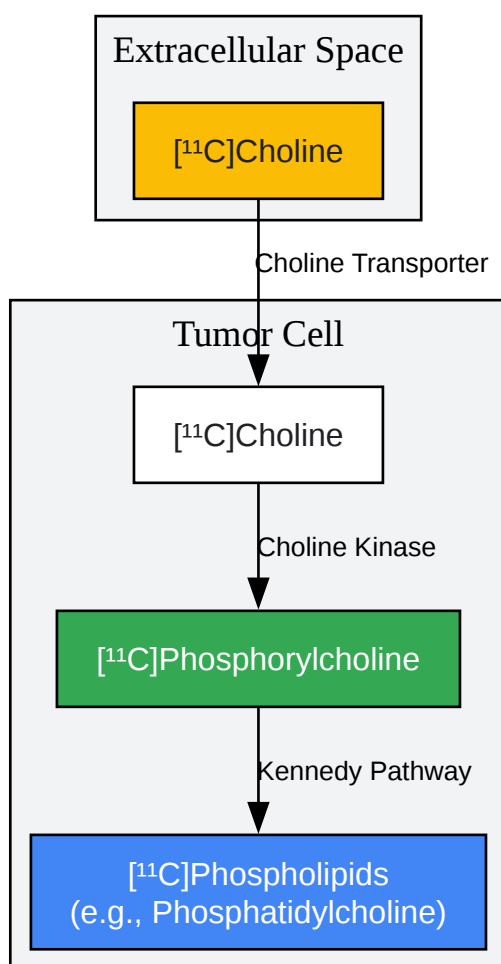 Extracellular Space
[¹¹C]Choline
Choline Transporter
Tumor Cell
[¹¹C]Choline
Choline Kinase
[¹¹C]Phosphorylcholine
Kennedy Pathway
[¹¹C]Phospholipids
(e.g., Phosphatidylcholine)